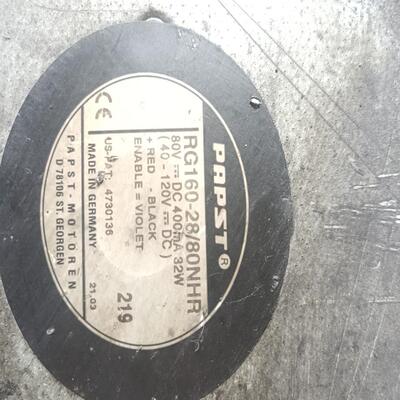 PAPST®
RG160-28/80NHR
80V ⎓ DC 400mA 32W
( 40 - 120V ⎓ DC )
+ RED - BLACK
ENABLE = VIOLET
US-PAT: 4730136
MADE IN GERMANY
219
21.03
CE
PAPST-MOTOREN
D 78106 ST. GEORGEN